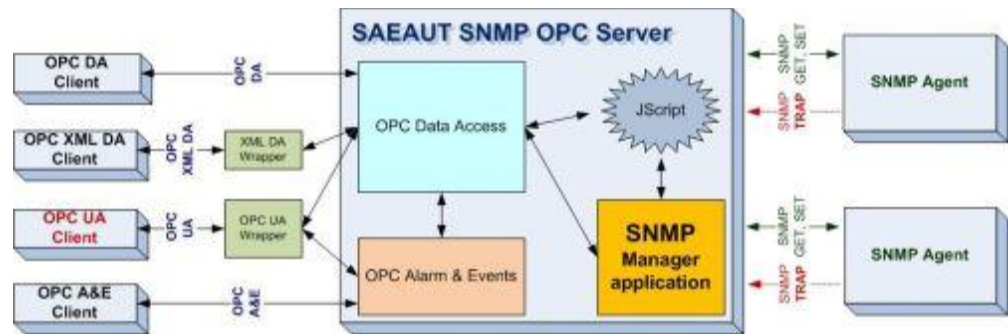 SAEAUT SNMP OPC Server
OPC DA
Client
OPC
DA
OPC XML DA
Client
OPC
XML DA
XML DA
Wrapper
OPC UA
Client
OPC
UA
OPC UA
Wrapper
OPC A&E
Client
OPC
A&E
OPC Data Access
OPC Alarm & Events
JScript
SNMP
Manager
application
SNMP
GET, SET
SNMP
TRAP
SNMP Agent
SNMP
GET, SET
SNMP
TRAP
SNMP Agent